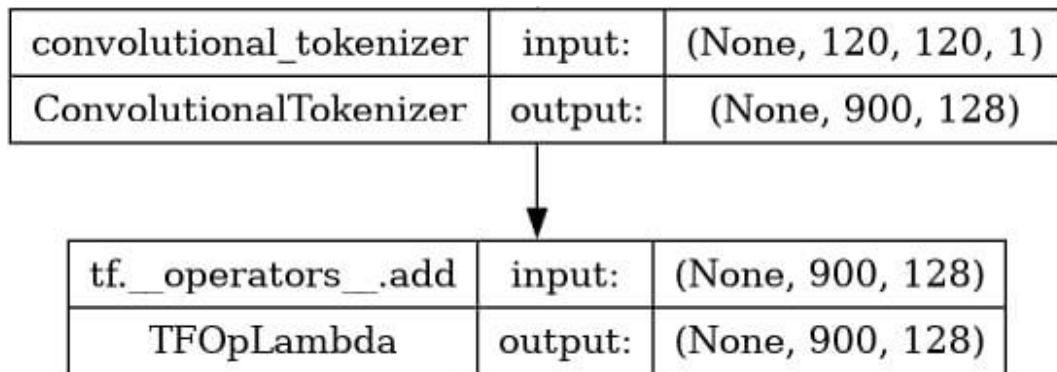 convolutional_tokenizer input: (None, 120, 120, 1)
ConvolutionalTokenizer output: (None, 900, 128)
tf.__operators__.add input: (None, 900, 128)
TFOpLambda output: (None, 900, 128)